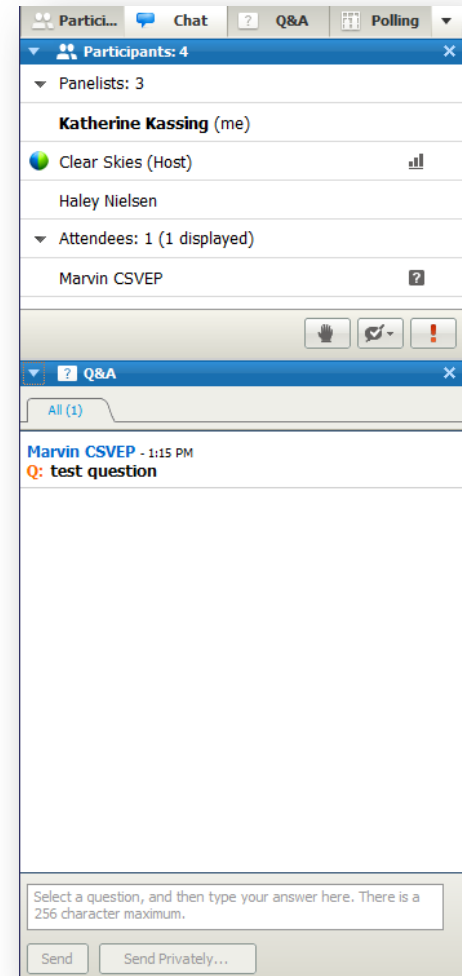 Partici... Chat ? Q&A Polling
Participants: 4
Panelists: 3
Katherine Kassing (me)
Clear Skies (Host)
Haley Nielsen
Attendees: 1 (1 displayed)
Marvin CSVEP ?
? Q&A
All (1)
Marvin CSVEP - 1:15 PM
Q: test question
Select a question, and then type your answer here. There is a
256 character maximum.
Send Send Privately...